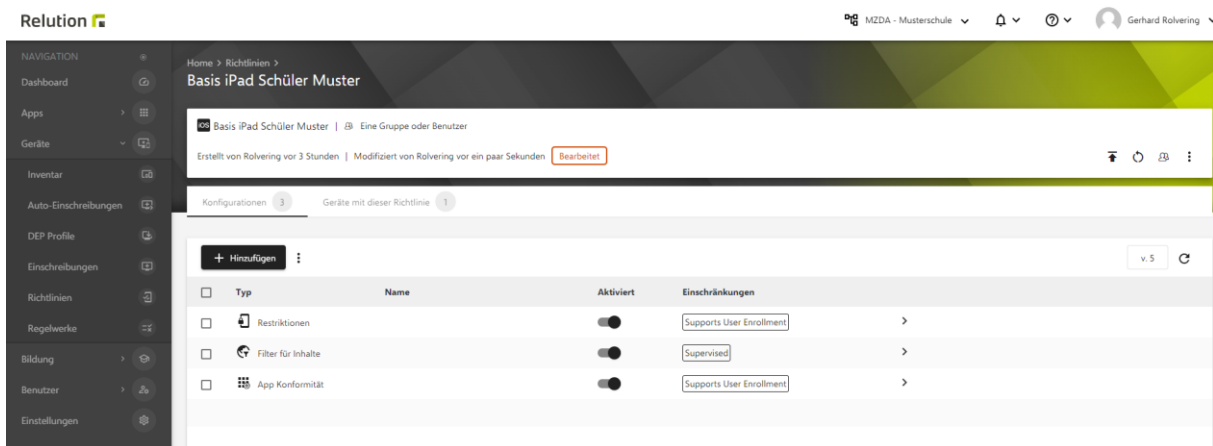 Relution
MZDA - Musterschule
Gerhard Rolvering
NAVIGATION
Dashboard
Apps
Geräte
Inventar
Auto-Einschreibungen
DEP Profile
Einschreibungen
Richtlinien
Regelwerke
Bildung
Benutzer
Einstellungen
Home > Richtlinien >
Basis iPad Schüler Muster
iOS Basis iPad Schüler Muster | Eine Gruppe oder Benutzer
Erstellt von Rolvering vor 3 Stunden | Modifiziert von Rolvering vor ein paar Sekunden Bearbeitet
Konfigurationen 3 Geräte mit dieser Richtlinie 1
+ Hinzufügen v. 5
Typ Name Aktiviert Einschränkungen
Restriktionen Supports User Enrollment
Filter für Inhalte Supervised
App Konformität Supports User Enrollment